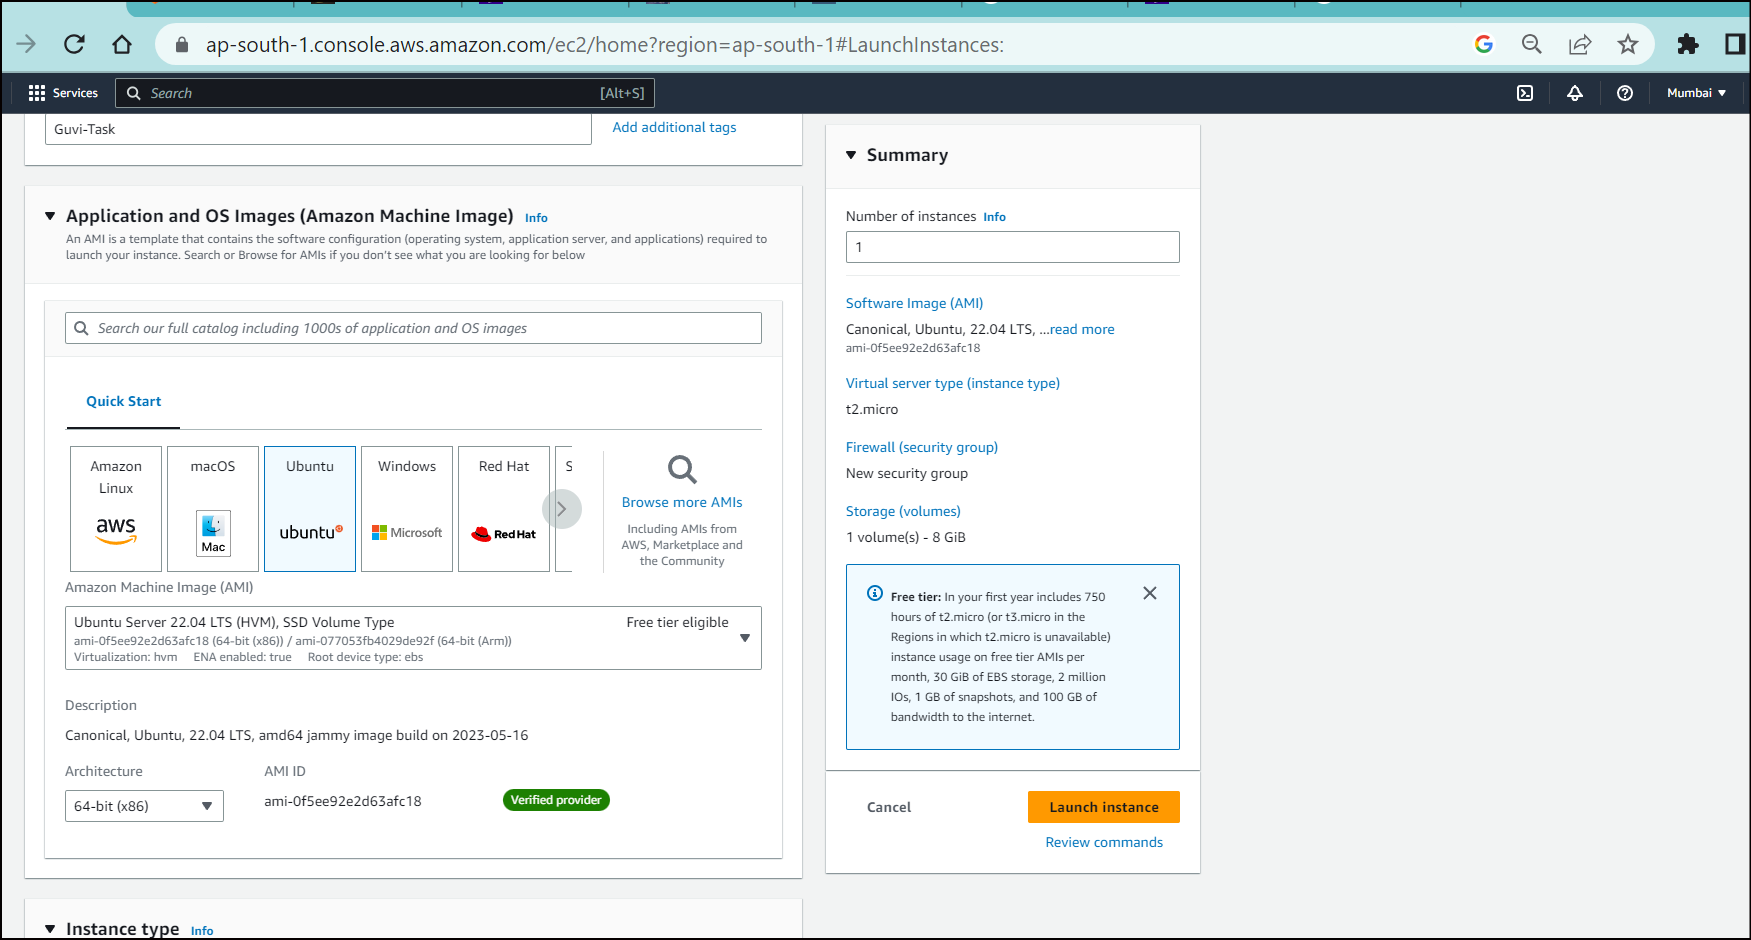 ap-south-1.console.aws.amazon.com/ec2/home?region=ap-south-1#LaunchInstances:
Services
Search
[Alt+S]
Mumbai
Guvi-Task
Add additional tags
Application and OS Images (Amazon Machine Image) Info
An AMI is a template that contains the software configuration (operating system, application server, and applications) required to
launch your instance. Search or Browse for AMIs if you don't see what you are looking for below
Search our full catalog including 1000s of application and OS images
Quick Start
Amazon
Linux
aws
macOS
Mac
Ubuntu
ubuntu
Windows
Microsoft
Red Hat
Red Hat
S
Browse more AMIs
Including AMIs from
AWS, Marketplace and
the Community
Amazon Machine Image (AMI)
Ubuntu Server 22.04 LTS (HVM), SSD Volume Type
Free tier eligible
ami-0f5ee92e2d63afc18 (64-bit (x86)) / ami-077053fb4029de92f (64-bit (Arm))
Virtualization: hvm ENA enabled: true Root device type: ebs
Description
Canonical, Ubuntu, 22.04 LTS, amd64 jammy image build on 2023-05-16
Architecture
AMI ID
64-bit (x86)
ami-0f5ee92e2d63afc18
Verified provider
Instance type Info
Summary
Number of instances Info
1
Software Image (AMI)
Canonical, Ubuntu, 22.04 LTS, ...read more
ami-0f5ee92e2d63afc18
Virtual server type (instance type)
t2.micro
Firewall (security group)
New security group
Storage (volumes)
1 volume(s) - 8 GiB
Free tier: In your first year includes 750
hours of t2.micro (or t3.micro in the
Regions in which t2.micro is unavailable)
instance usage on free tier AMIs per
month, 30 GiB of EBS storage, 2 million
IOs, 1 GB of snapshots, and 100 GB of
bandwidth to the internet.
Cancel
Launch instance
Review commands